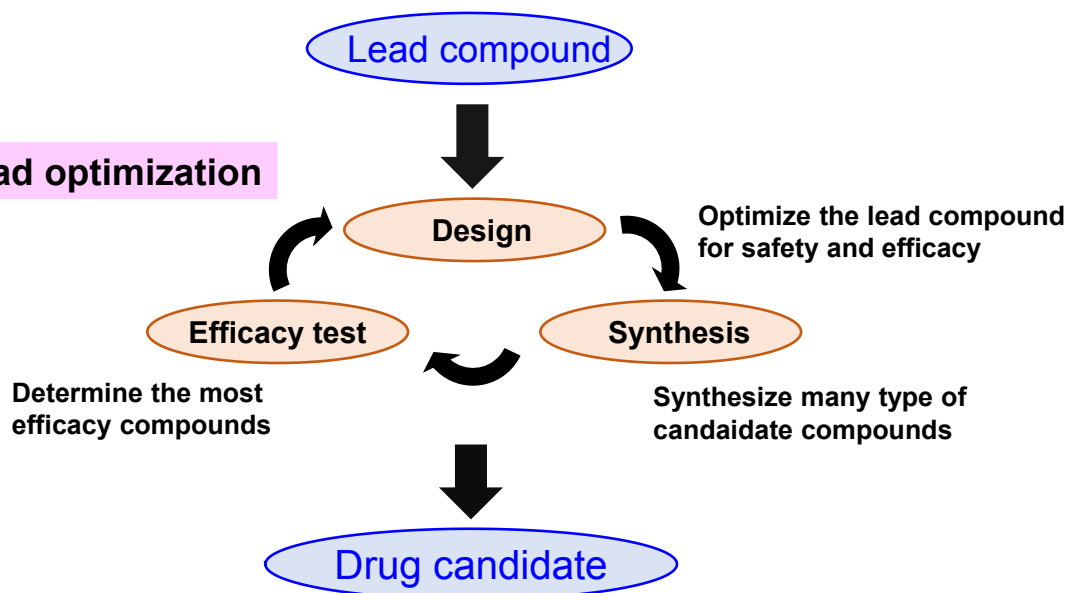 Lead compound
ad optimization
Design
Optimize the lead compound
for safety and efficacy
Efficacy test
Synthesis
Determine the most
efficacy compounds
Synthesize many type of
candaidate compounds
Drug candidate